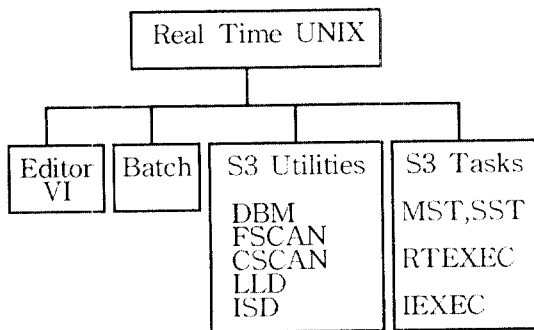 Real Time UNIX
Editor
VI
Batch
S3 Utilities
DBM
FSCAN
CSCAN
LLD
ISD
S3 Tasks
MST,SST
RTEXEC
IEXEC